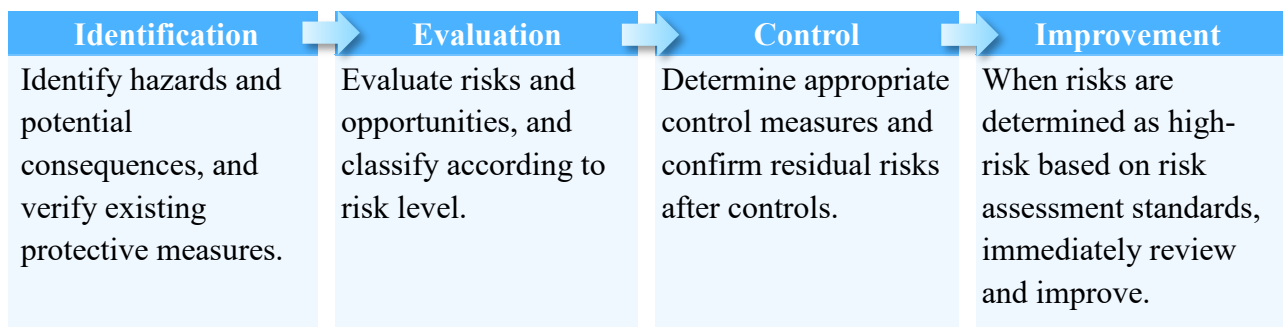 Identification
Identify hazards and
potential
consequences, and
verify existing
protective measures.
Evaluation
Evaluate risks and
opportunities, and
classify according to
risk level.
Control
Determine appropriate
control measures and
confirm residual risks
after controls.
Improvement
When risks are
determined as high-
risk based on risk
assessment standards,
immediately review
and improve.